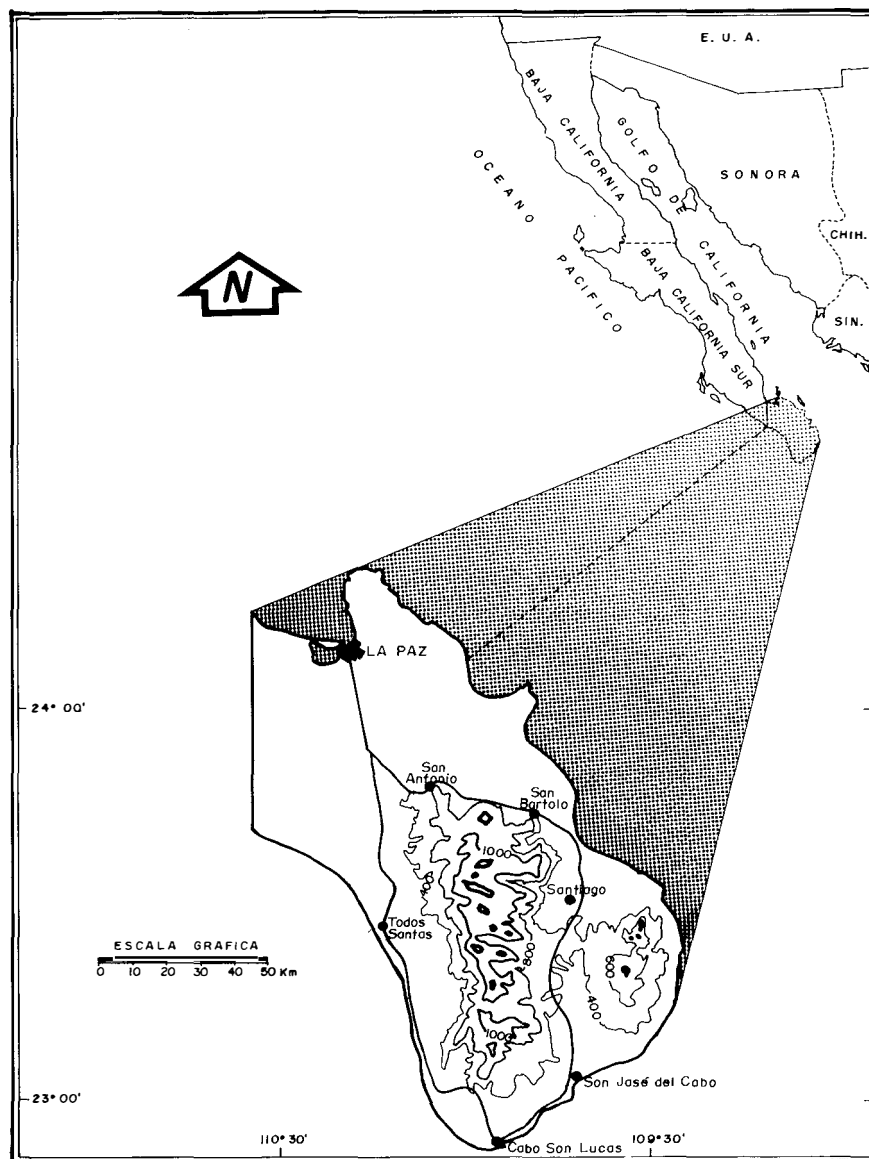 E. U. A.
BAJA CALIFORNIA
GOLFO DE CALIFORNIA
SONORA
OCEANO PACIFICO
CHIH.
BAJA CALIFORNIA SUR
SIN.
N
LA PAZ
24° 00'
San
Antonio
San
Bartolo
1000
400
Santiago
Todos
Santas
800
600
400
ESCALA GRAFICA
0 10 20 30 40 50 Km
1000
San José del Cabo
23° 00'
110° 30'
109° 30'
Cabo San Lucas